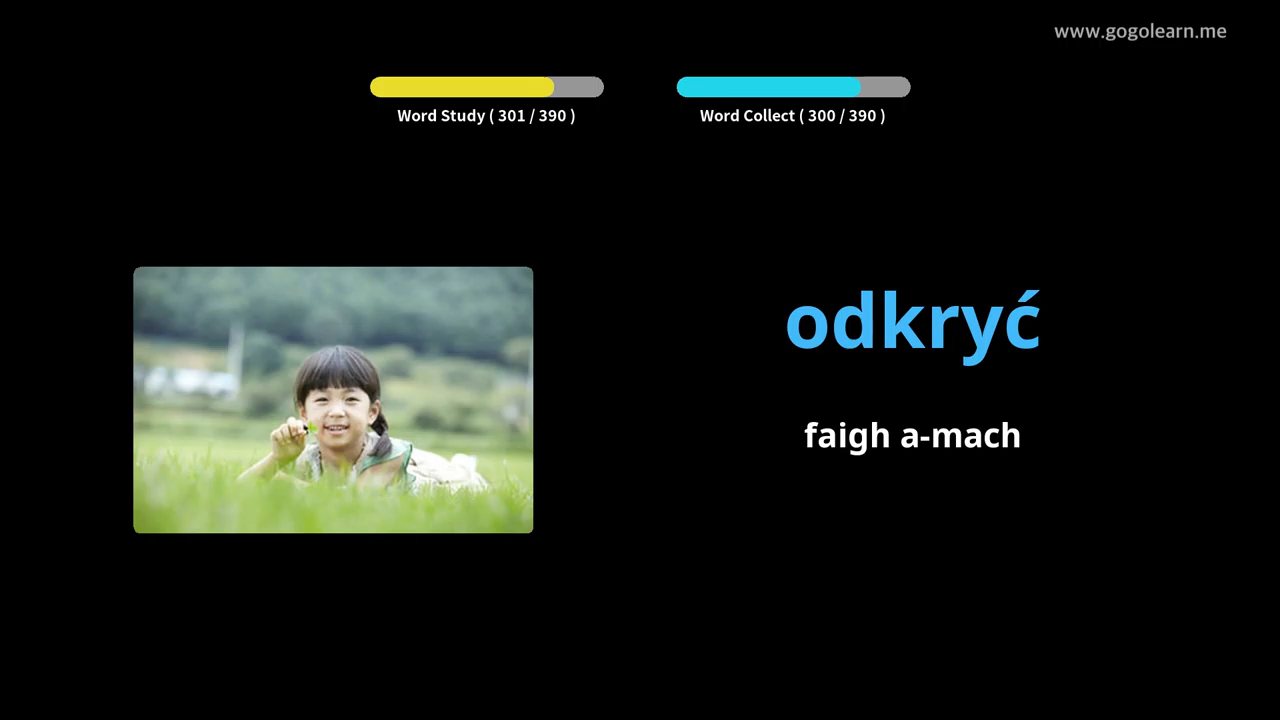 www.gogolearn.me
Word Study ( 301 / 390 )
Word Collect ( 300 / 390 )
odkryć
faigh a-mach